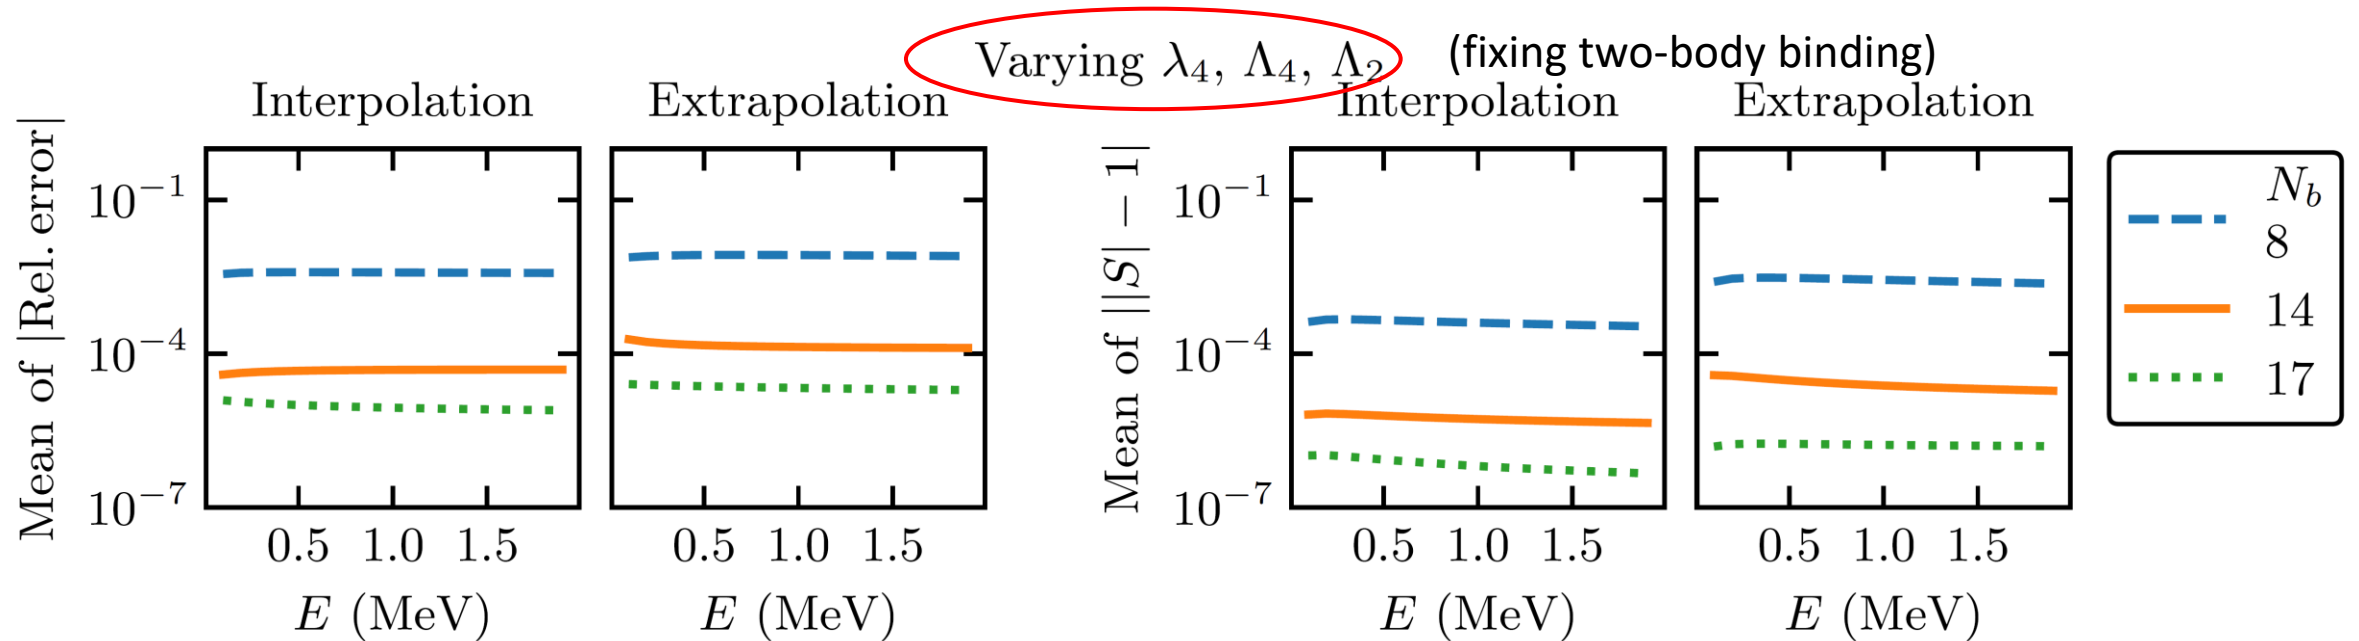 Varying λ₄, Λ₄, Λ₂ (fixing two-body binding)
Interpolation Extrapolation Interpolation Extrapolation
Mean of |Rel. error|
10⁻¹
10⁻⁴
10⁻⁷
0.5 1.0 1.5
E (MeV)
0.5 1.0 1.5
E (MeV)
Mean of ||S| − 1|
10⁻¹
10⁻⁴
10⁻⁷
0.5 1.0 1.5
E (MeV)
0.5 1.0 1.5
E (MeV)
N_b
8
14
17